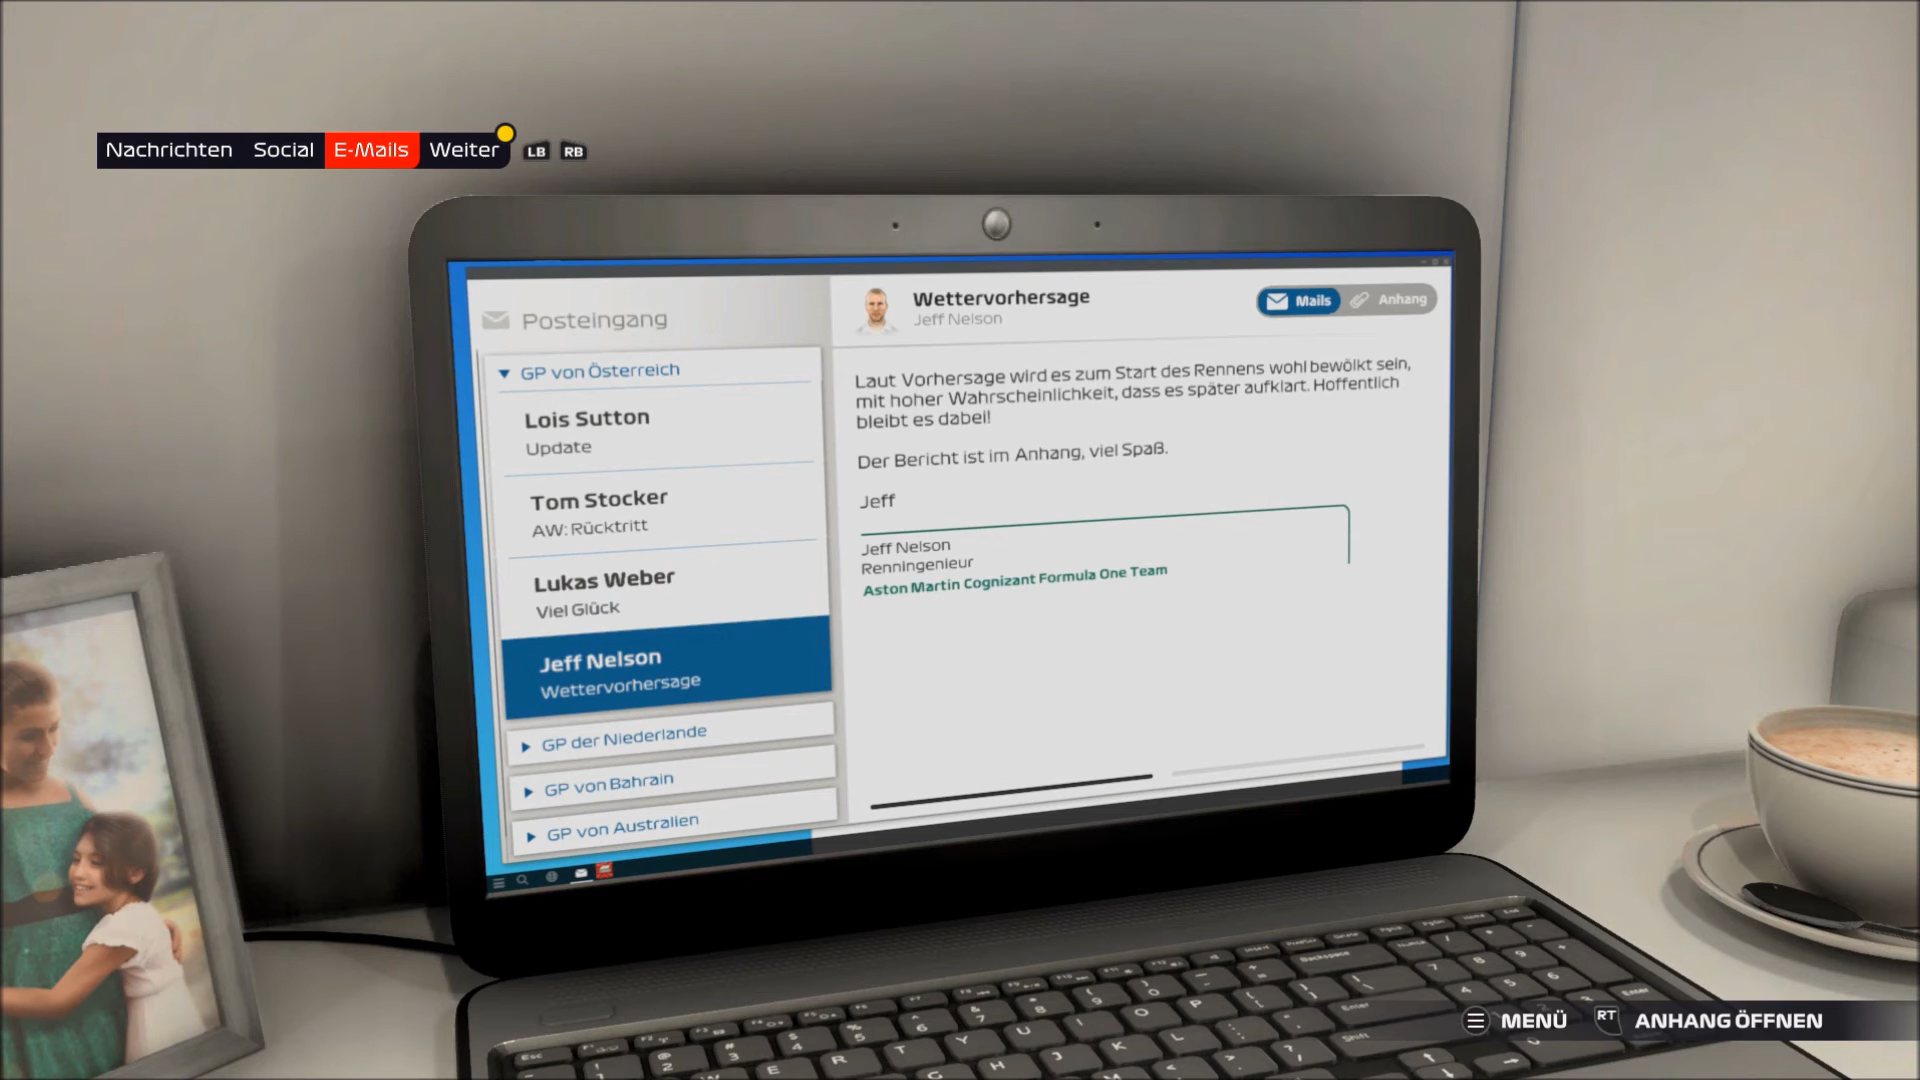 Nachrichten Social E-Mails Weiter LB RB
Posteingang
GP von Österreich
Lois Sutton
Update
Tom Stocker
AW: Rücktritt
Lukas Weber
Viel Glück
Jeff Nelson
Wettervorhersage
GP der Niederlande
GP von Bahrain
GP von Australien
Wettervorhersage
Jeff Nelson
Mails Anhang
Laut Vorhersage wird es zum Start des Rennens wohl bewölkt sein,
mit hoher Wahrscheinlichkeit, dass es später aufklart. Hoffentlich
bleibt es dabei!
Der Bericht ist im Anhang, viel Spaß.
Jeff
Jeff Nelson
Renningenieur
Aston Martin Cognizant Formula One Team
MENÜ RT ANHANG ÖFFNEN